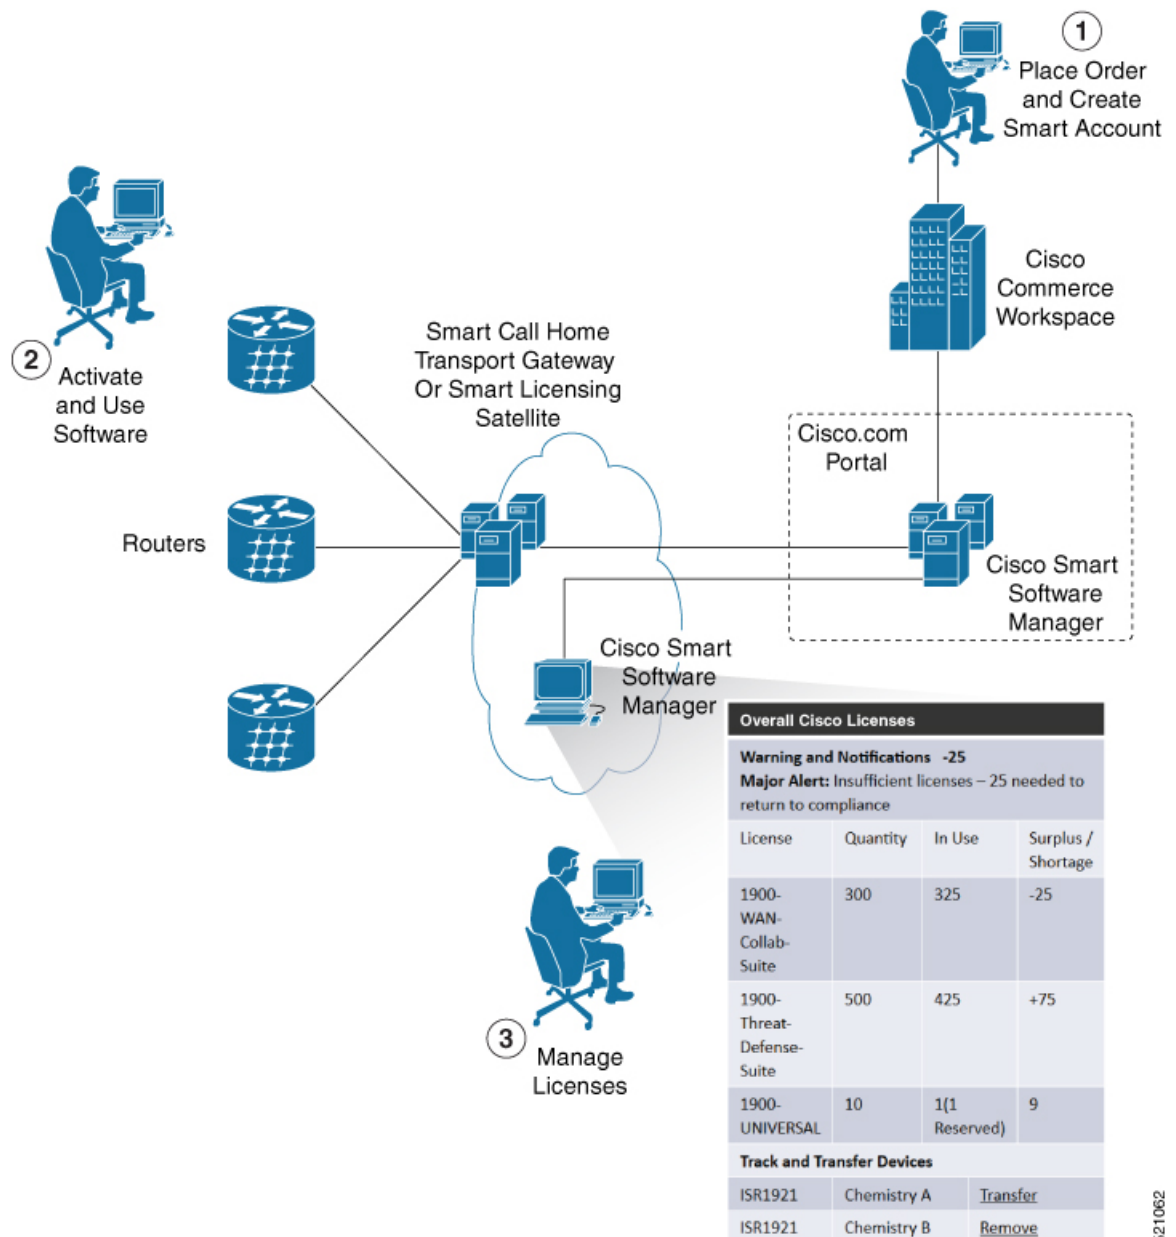 1
Place Order
and Create
Smart Account
2
Activate
and Use
Software
Smart Call Home
Transport Gateway
Or Smart Licensing
Satellite
Cisco
Commerce
Workspace
Cisco.com
Portal
Routers
Cisco Smart
Software
Manager
Cisco Smart
Software
Manager
3
Manage
Licenses
Overall Cisco Licenses
Warning and Notifications -25
Major Alert: Insufficient licenses – 25 needed to
return to compliance
License Quantity In Use Surplus /
Shortage
1900- 300 325 -25
WAN-
Collab-
Suite
1900- 500 425 +75
Threat-
Defense-
Suite
1900- 10 1(1 9
UNIVERSAL Reserved)
Track and Transfer Devices
ISR1921 Chemistry A Transfer
ISR1921 Chemistry B Remove